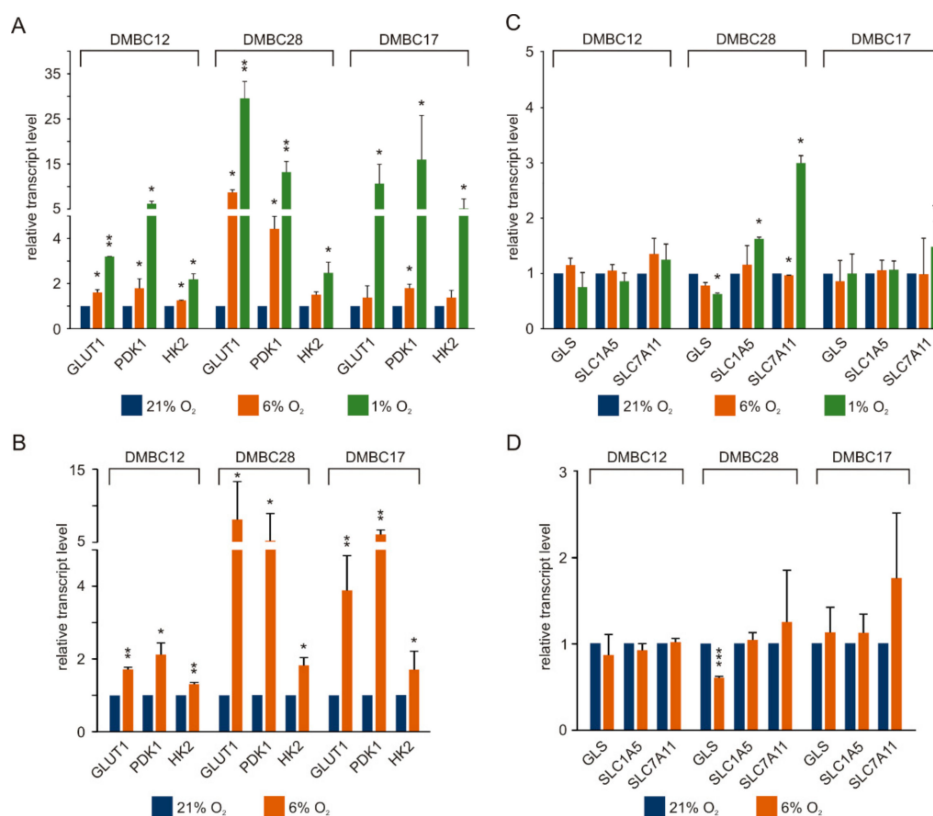 A
DMBC12 DMBC28 DMBC17
relative transcript level
35
25
15
5
4
2
0
* ** * * * * * ** * * ** * * * * *
GLUT1 PDK1 HK2 GLUT1 PDK1 HK2 GLUT1 PDK1 HK2
21% O₂ 6% O₂ 1% O₂
C
DMBC12 DMBC28 DMBC17
relative transcript level
5
4
3
2
1
0
* * * *
GLS SLC1A5 SLC7A11 GLS SLC1A5 SLC7A11 GLS SLC1A5 SLC7A11
21% O₂ 6% O₂ 1% O₂
B
DMBC12 DMBC28 DMBC17
relative transcript level
15
5
4
2
0
** * ** * * * ** ** *
GLUT1 PDK1 HK2 GLUT1 PDK1 HK2 GLUT1 PDK1 HK2
21% O₂ 6% O₂
D
DMBC12 DMBC28 DMBC17
relative transcript level
3
2
1
0
***
GLS SLC1A5 SLC7A11 GLS SLC1A5 SLC7A11 GLS SLC1A5 SLC7A11
21% O₂ 6% O₂